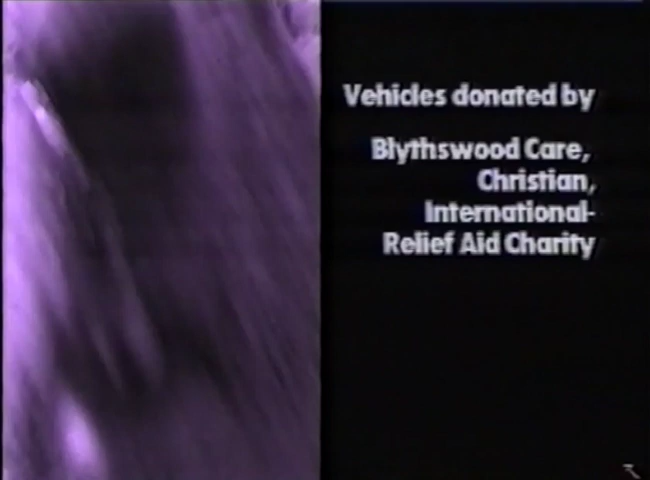 Vehicles donated by
Blythswood Care,
Christian,
International-
Relief Aid Charity